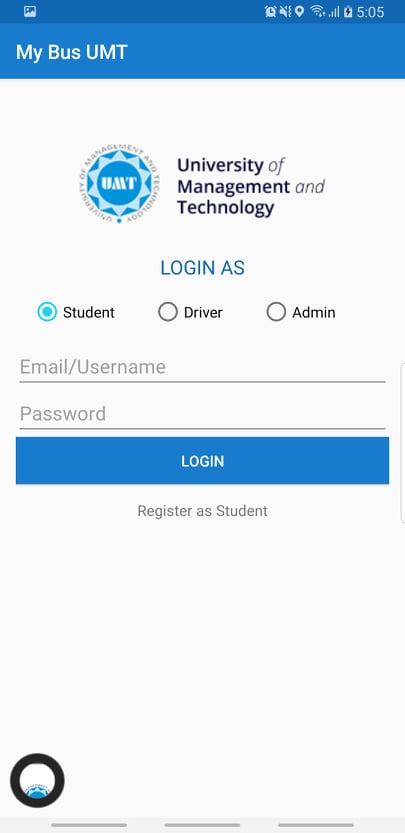 5:05
My Bus UMT
UNIVERSITY OF MANAGEMENT AND TECHNOLOGY
UMT
University of
Management and
Technology
LOGIN AS
Student Driver Admin
Email/Username
Password
LOGIN
Register as Student